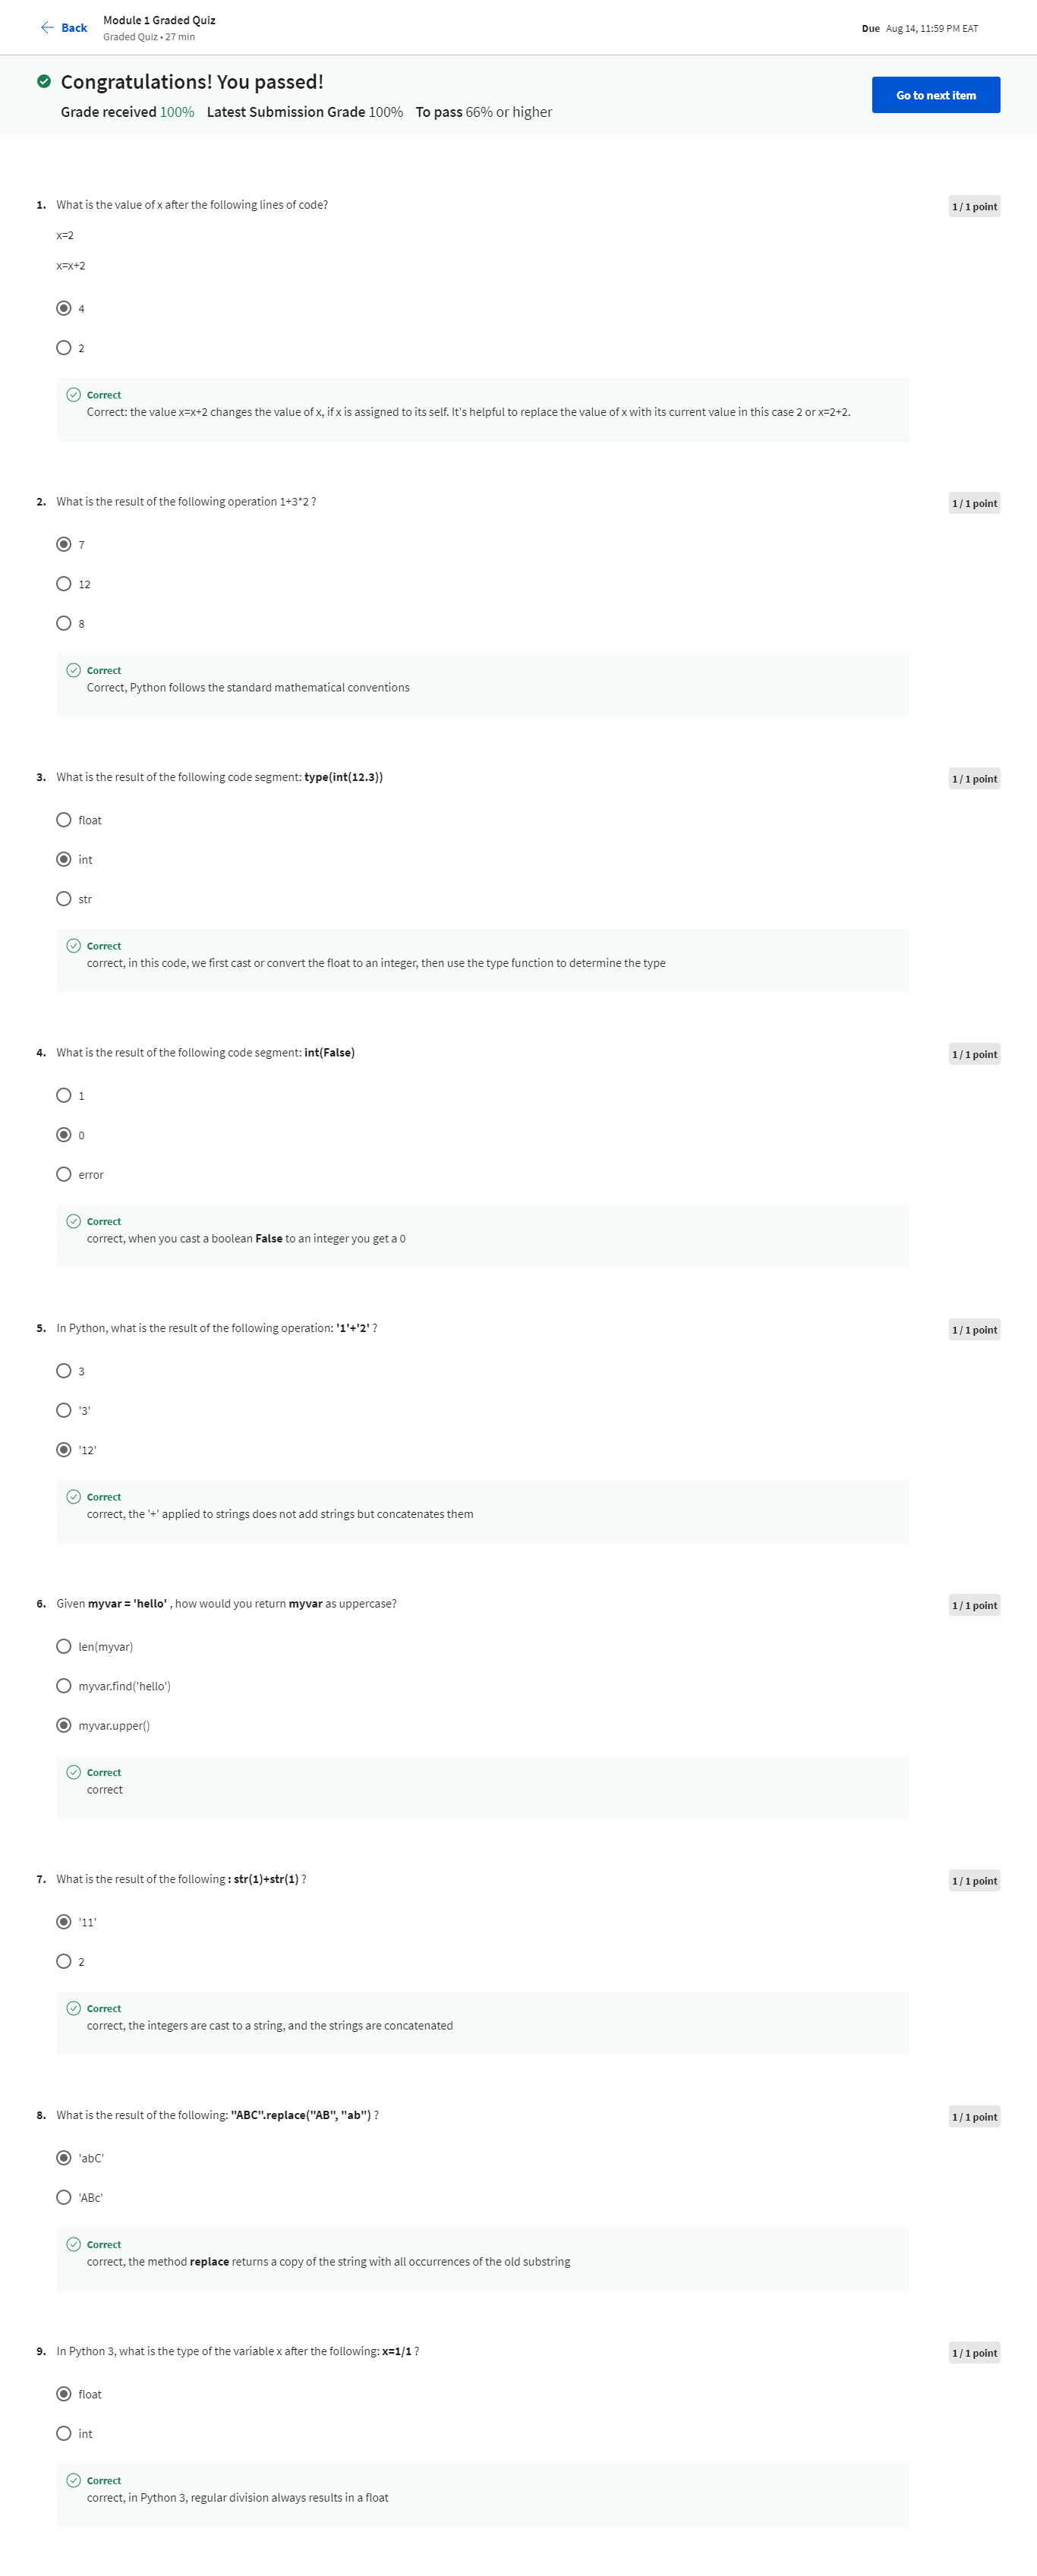 Back
Module 1 Graded Quiz
Graded Quiz • 27 min
Due Aug 14, 11:59 PM EAT
Congratulations! You passed!
Grade received 100% Latest Submission Grade 100% To pass 66% or higher
Go to next item
1. What is the value of x after the following lines of code?
1 / 1 point
x=2
x=x+2
4
2
Correct
Correct: the value x=x+2 changes the value of x, if x is assigned to its self. It's helpful to replace the value of x with its current value in this case 2 or x=2+2.
2. What is the result of the following operation 1+3*2 ?
1 / 1 point
7
12
8
Correct
Correct, Python follows the standard mathematical conventions
3. What is the result of the following code segment: type(int(12.3))
1 / 1 point
float
int
str
Correct
correct, in this code, we first cast or convert the float to an integer, then use the type function to determine the type
4. What is the result of the following code segment: int(False)
1 / 1 point
1
0
error
Correct
correct, when you cast a boolean False to an integer you get a 0
5. In Python, what is the result of the following operation: '1'+'2' ?
1 / 1 point
3
'3'
'12'
Correct
correct, the '+' applied to strings does not add strings but concatenates them
6. Given myvar = 'hello' , how would you return myvar as uppercase?
1 / 1 point
len(myvar)
myvar.find('hello')
myvar.upper()
Correct
correct
7. What is the result of the following : str(1)+str(1) ?
1 / 1 point
'11'
2
Correct
correct, the integers are cast to a string, and the strings are concatenated
8. What is the result of the following: "ABC".replace("AB", "ab") ?
1 / 1 point
'abC'
'ABc'
Correct
correct, the method replace returns a copy of the string with all occurrences of the old substring
9. In Python 3, what is the type of the variable x after the following: x=1/1 ?
1 / 1 point
float
int
Correct
correct, in Python 3, regular division always results in a float